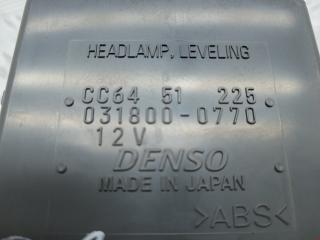 HEADLAMP, LEVELING
CC64 51 225
031800-0770
12V
DENSO
MADE IN JAPAN
>ABS<